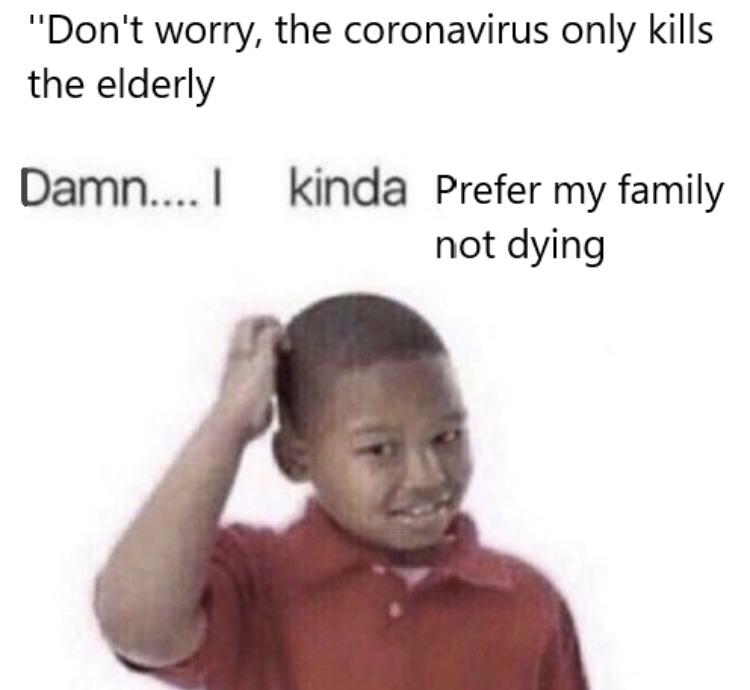 "Don't worry, the coronavirus only kills
the elderly
Damn.... I kinda Prefer my family
not dying